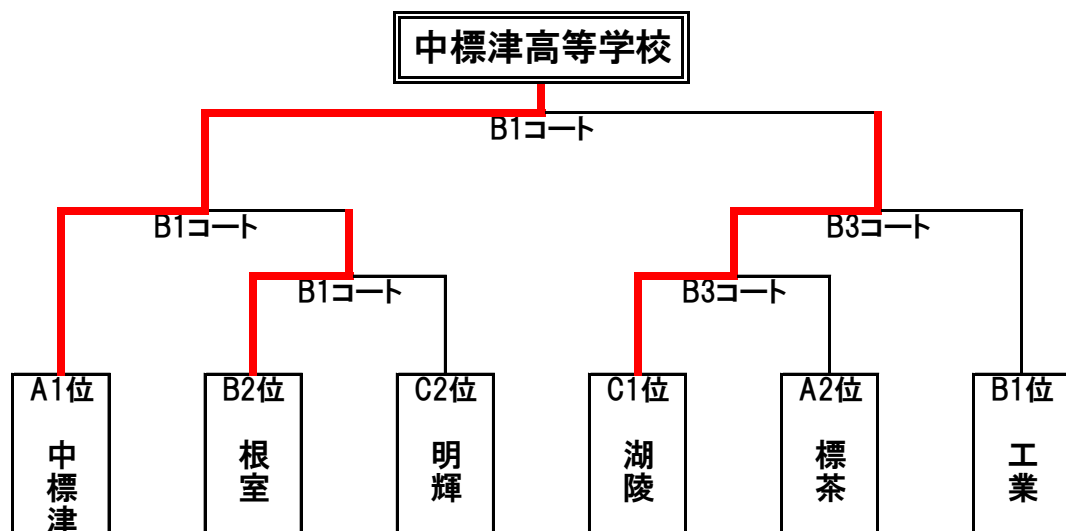 中標津高等学校
B1コート
B1コート
B3コート
B1コート
B3コート
A1位
B2位
C2位
C1位
A2位
B1位
中標津
根室
明輝
湖陵
標茶
工業